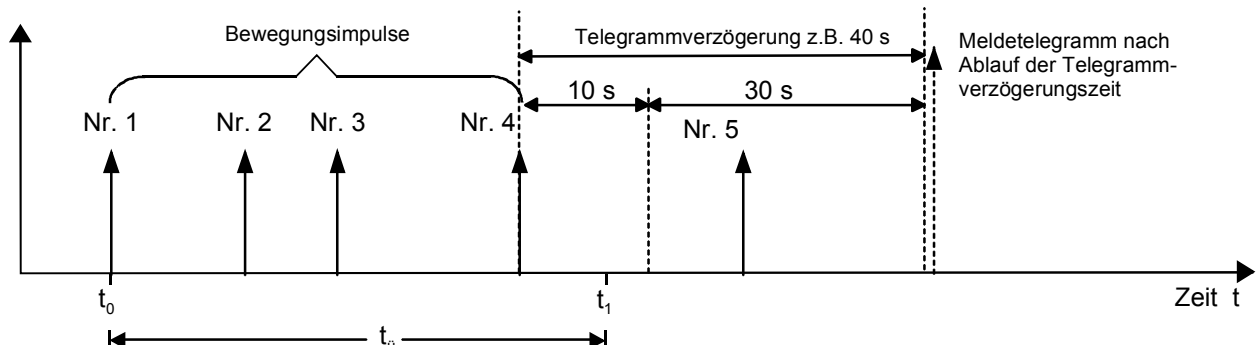 Bewegungsimpulse
Telegrammverzögerung z.B. 40 s
Meldetelegramm nach
Ablauf der Telegramm-
verzögerungszeit
10 s
30 s
Nr. 1
Nr. 2
Nr. 3
Nr. 4
Nr. 5
t0
t1
Zeit t
tü